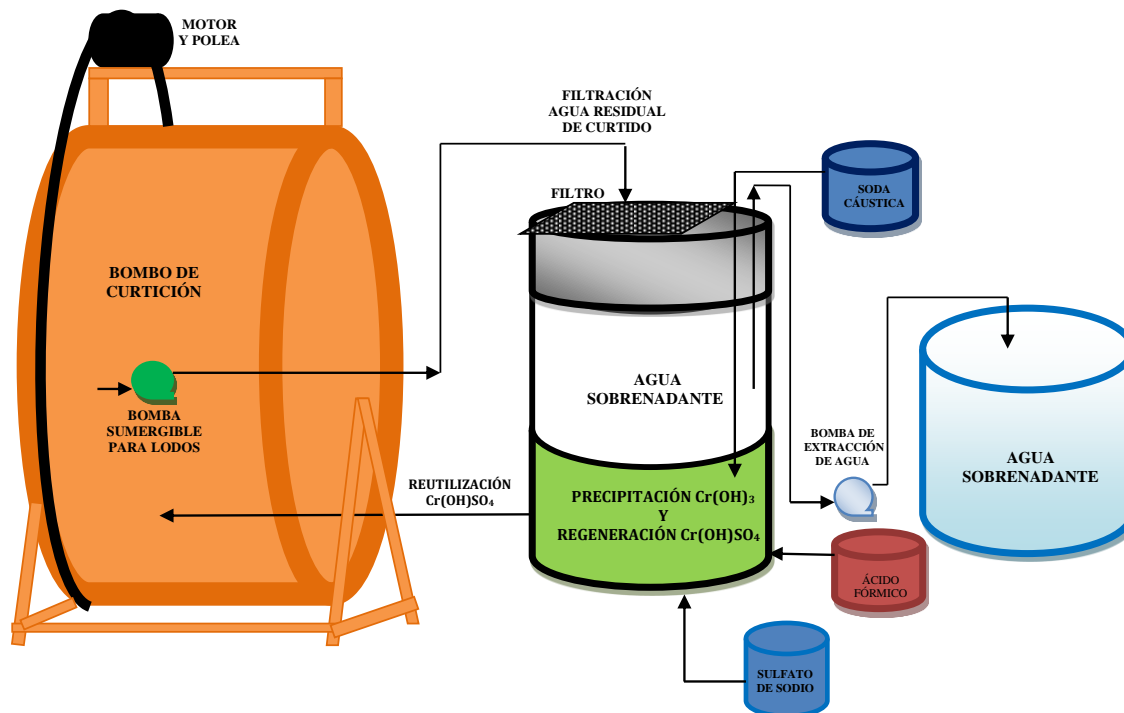 MOTOR
Y POLEA
FILTRACIÓN
AGUA RESIDUAL
DE CURTIDO
FILTRO
SODA
CÁUSTICA
BOMBO DE
CURTICIÓN
BOMBA
SUMERGIBLE
PARA LODOS
AGUA
SOBRENADANTE
BOMBA DE
EXTRACCIÓN
DE AGUA
AGUA
SOBRENADANTE
REUTILIZACIÓN
Cr(OH)SO₄
PRECIPITACIÓN Cr(OH)₃
Y
REGENERACIÓN Cr(OH)SO₄
ÁCIDO
FÓRMICO
SULFATO
DE SODIO